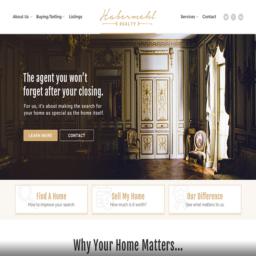 About Us
Buying/Selling
Listings
Habermehl
REALTY
Services
Contact
The agent you won't
forget after your closing.
For us, it's about making the search for
your home as special as the home itself.
LEARN MORE
CONTACT
Find A Home
How to improve your search.
Sell My Home
How much is it worth?
Our Difference
See what matters to us.
Why Your Home Matters...